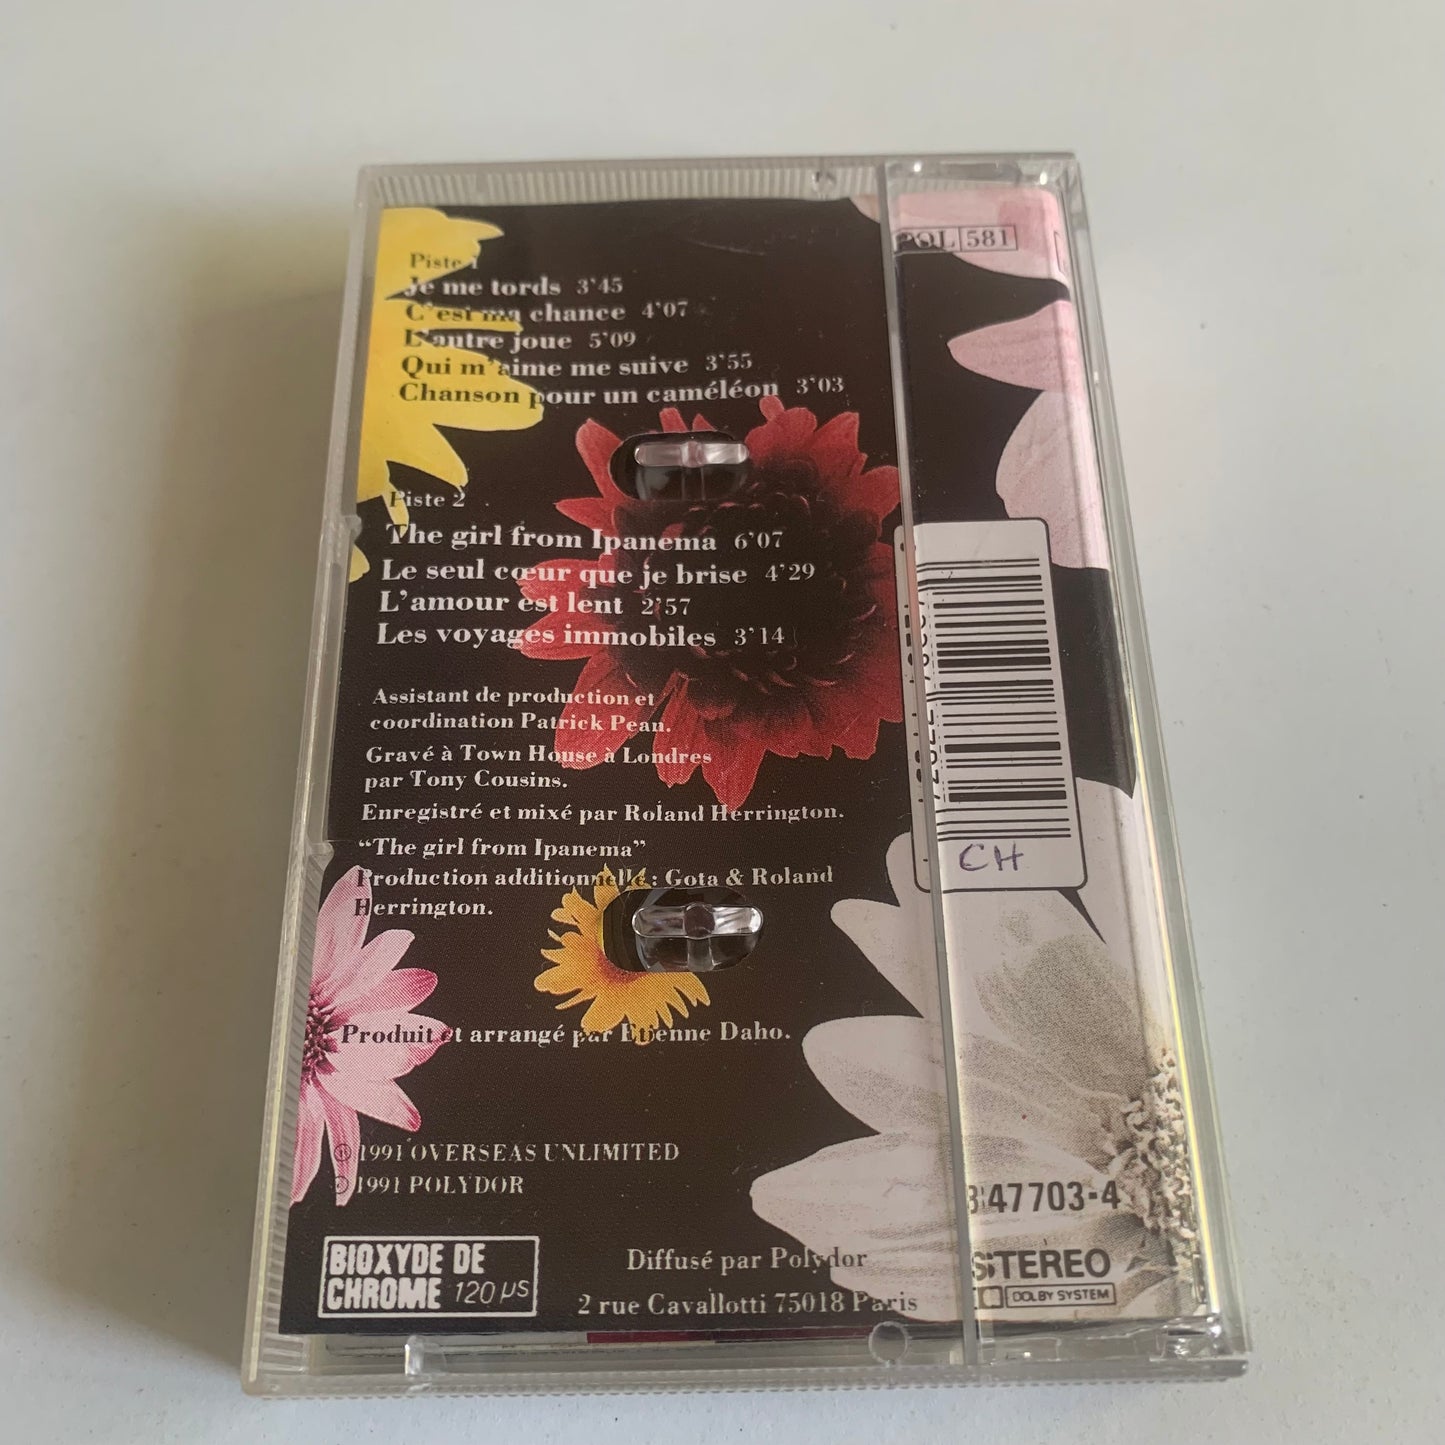 Piste 1
Je me tords 3'45
C'est ma chance 4'07
L'autre joue 5'09
Qui m'aime me suive 3'55
Chanson pour un caméléon 3'03
Piste 2
The girl from Ipanema 6'07
Le seul cœur que je brise 4'29
L'amour est lent 2'57
Les voyages immobiles 3'14
Assistant de production et
coordination Patrick Pean.
Gravé à Town House à Londres
par Tony Cousins.
Enregistré et mixé par Roland Herrington.
“The girl from Ipanema”
Production additionnelle : Gota & Roland
Herrington.
Produit et arrangé par Etienne Daho.
℗ 1991 OVERSEAS UNLIMITED
© 1991 POLYDOR
BIOXYDE DE
CHROME 120 µs
Diffusé par Polydor
2 rue Cavallotti 75018 Paris
POL 581
CH
847703-4
STEREO
DOLBY SYSTEM